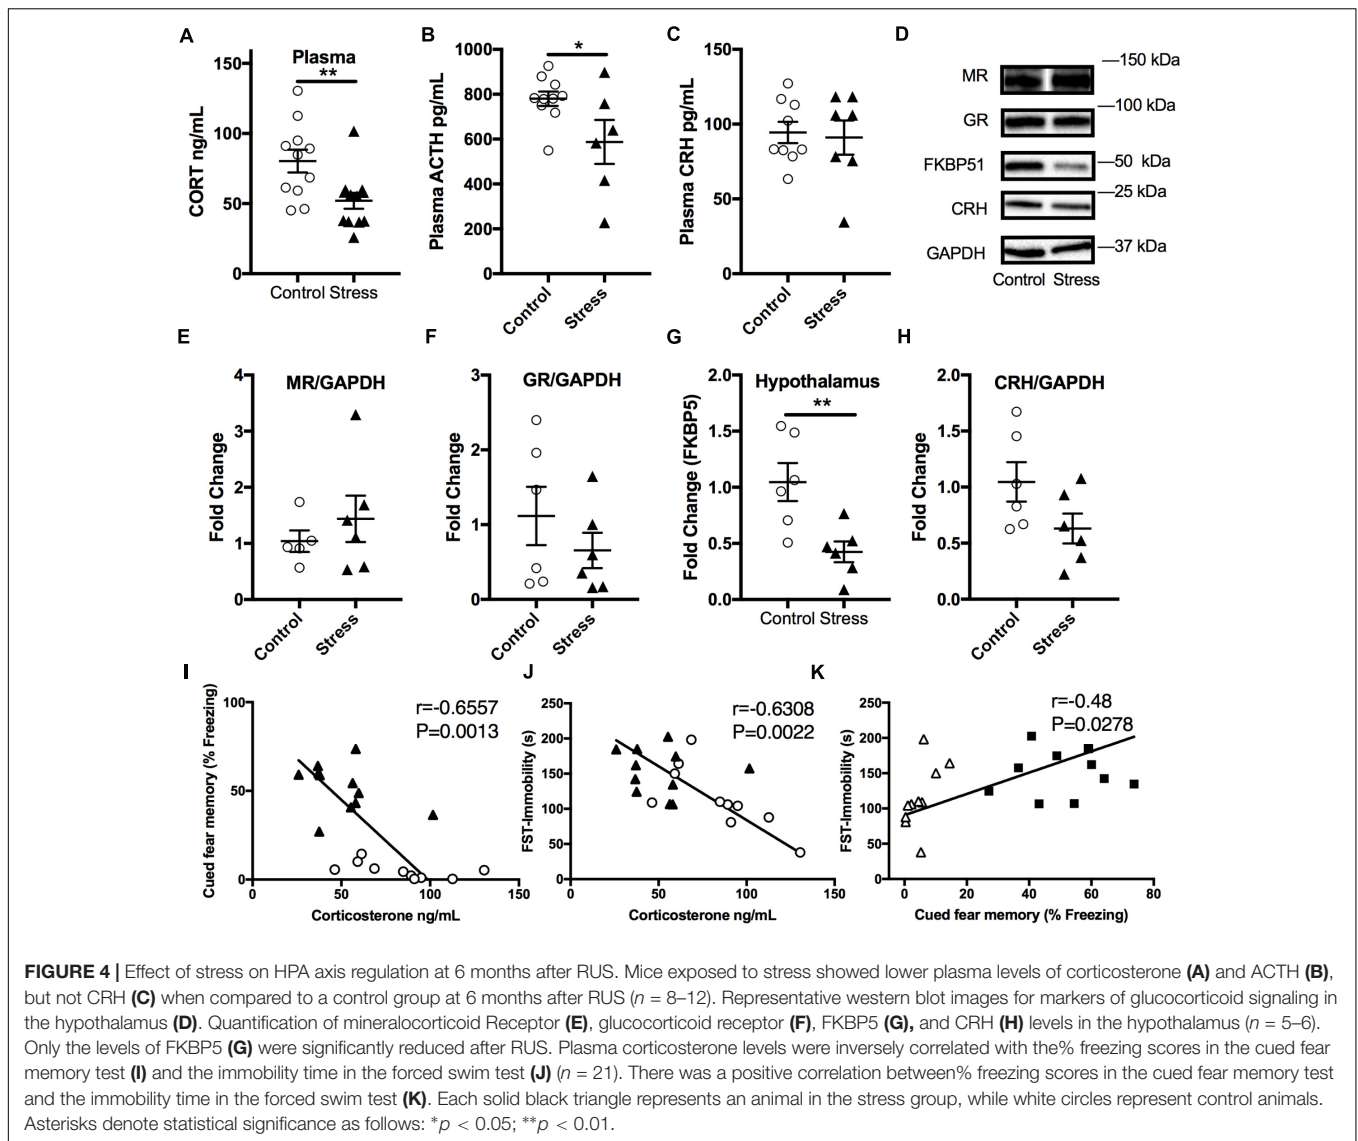 A
Plasma
**
150
100
50
0
CORT ng/mL
Control Stress
B
*
1000
800
600
400
200
0
Plasma ACTH pg/mL
Control
Stress
C
150
100
50
0
Plasma CRH pg/mL
Control
Stress
D
MR
—150 kDa
GR
—100 kDa
FKBP51
—50 kDa
CRH
—25 kDa
GAPDH
—37 kDa
Control Stress
E
MR/GAPDH
4
3
2
1
0
Fold Change
Control
Stress
F
GR/GAPDH
3
2
1
0
Fold Change
Control
Stress
G
Hypothalamus
**
2.0
1.5
1.0
0.5
0.0
Fold Change (FKBP5)
Control Stress
H
CRH/GAPDH
2.0
1.5
1.0
0.5
0.0
Fold Change
Control
Stress
I
r=-0.6557
P=0.0013
100
50
0
Cued fear memory (% Freezing)
0 50 100 150
Corticosterone ng/mL
J
r=-0.6308
P=0.0022
250
200
150
100
50
0
FST-Immobility (s)
0 50 100 150
Corticosterone ng/mL
K
r=-0.48
P=0.0278
250
200
150
100
50
0
FST-Immobility (s)
0 20 40 60 80
Cued fear memory (% Freezing)
FIGURE 4 | Effect of stress on HPA axis regulation at 6 months after RUS. Mice exposed to stress showed lower plasma levels of corticosterone (A) and ACTH (B),
but not CRH (C) when compared to a control group at 6 months after RUS (n = 8–12). Representative western blot images for markers of glucocorticoid signaling in
the hypothalamus (D). Quantification of mineralocorticoid Receptor (E), glucocorticoid receptor (F), FKBP5 (G), and CRH (H) levels in the hypothalamus (n = 5–6).
Only the levels of FKBP5 (G) were significantly reduced after RUS. Plasma corticosterone levels were inversely correlated with the% freezing scores in the cued fear
memory test (I) and the immobility time in the forced swim test (J) (n = 21). There was a positive correlation between% freezing scores in the cued fear memory test
and the immobility time in the forced swim test (K). Each solid black triangle represents an animal in the stress group, while white circles represent control animals.
Asterisks denote statistical significance as follows: *p < 0.05; **p < 0.01.